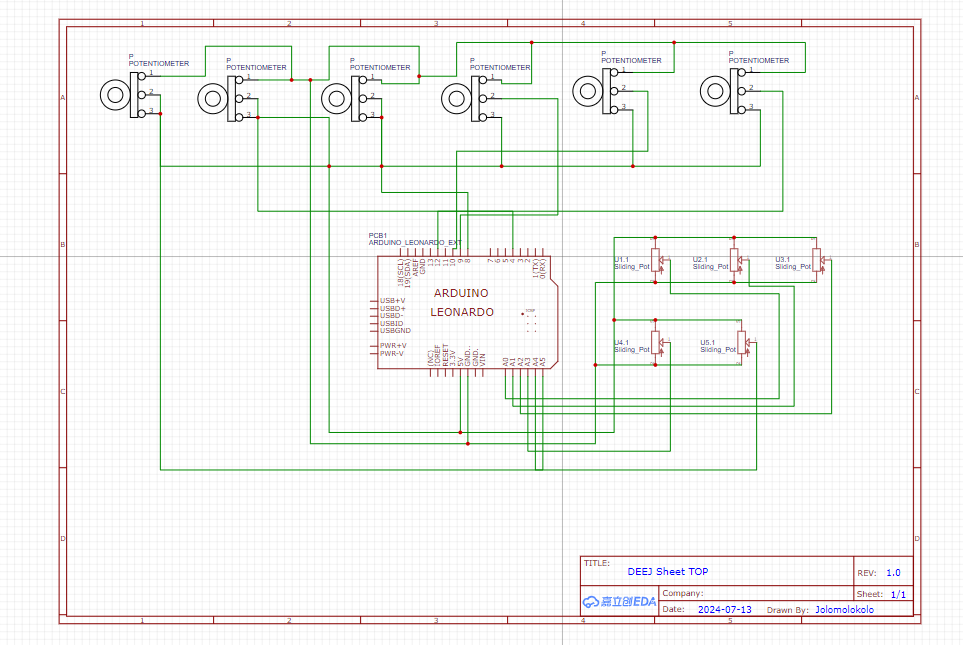 1 2 3 4 5
P
POTENTIOMETER
1
2
3
P
POTENTIOMETER
1
2
3
P
POTENTIOMETER
1
2
3
P
POTENTIOMETER
1
2
3
P
POTENTIOMETER
1
2
3
P
POTENTIOMETER
1
2
3
A A
B B
C C
D D
PCB1
ARDUINO_LEONARDO_EXT
18(SCL)
19(SDA)
AREF
GND
13
12
11
10
9
8
7
6
5
4
3
2
1(TX)
0(RX)
ARDUINO
LEONARDO
ICSP
USB+V
USBD+
USBD-
USBID
USBGND
PWR+V
PWR-V
(NC)
IOREF
RESET
3.3V
5V
GND
GND
VIN
A0
A1
A2
A3
A4
A5
U1.1
Sliding_Pot
U2.1
Sliding_Pot
U3.1
Sliding_Pot
U4.1
Sliding_Pot
U5.1
Sliding_Pot
TITLE:
DEEJ Sheet TOP
REV: 1.0
嘉立创EDA
Company:
Sheet: 1/1
Date: 2024-07-13 Drawn By: Jolomolokolo
1 2 3 4 5